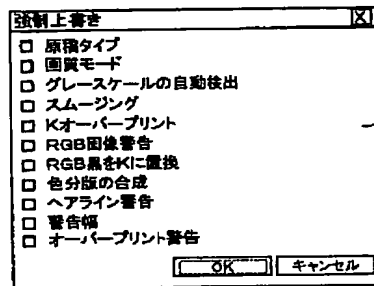 強制上書き
原稿タイプ
画質モード
グレースケールの自動検出
スムージング
Kオーバープリント
RGB画像警告
RGB黒をKに置換
色分版の合成
ヘアライン警告
警告幅
オーバープリント警告
OK キャンセル